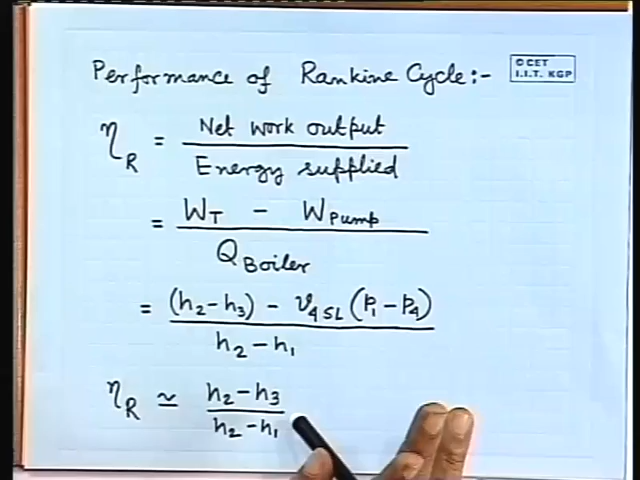 Performance of Rankine Cycle:-
© CET
I.I.T. KGP
η_R = Net work output / Energy supplied
= W_T - W_Pump / Q_Boiler
= (h₂-h₃) - v_4SL (p₁-p₄) / h₂-h₁
η_R ≃ h₂-h₃ / h₂-h₁